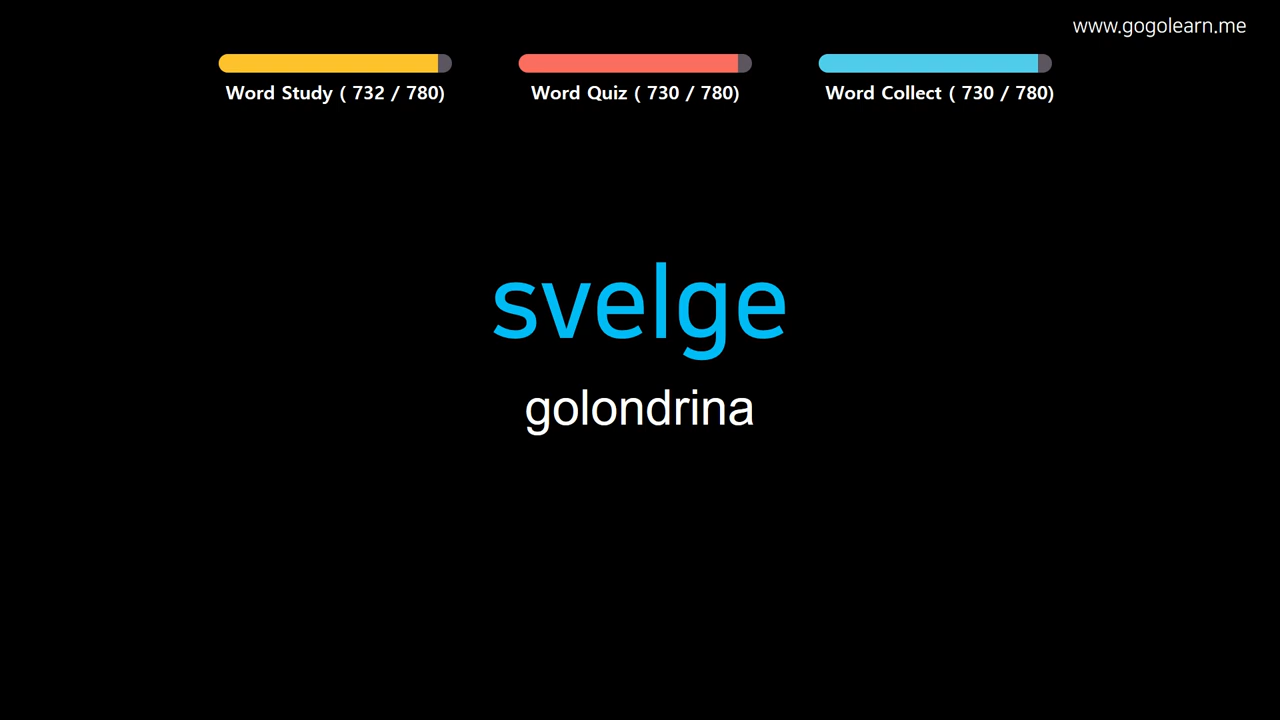 www.gogolearn.me
Word Study ( 732 / 780)
Word Quiz ( 730 / 780)
Word Collect ( 730 / 780)
svelge
golondrina